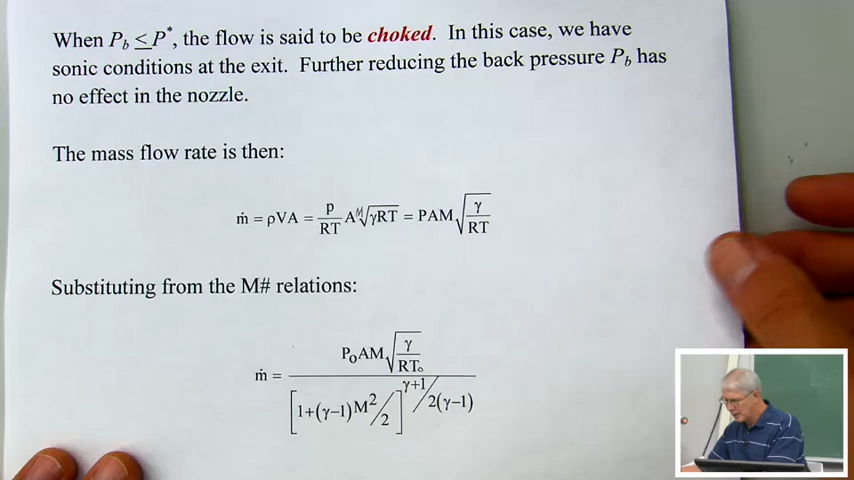 When P_b ≤ P*, the flow is said to be choked. In this case, we have
sonic conditions at the exit. Further reducing the back pressure P_b has
no effect in the nozzle.
The mass flow rate is then:
ṁ = ρVA = p/RT AM√γRT = PAM√γ/RT
Substituting from the M# relations:
ṁ = P₀AM√γ/RT₀ / [1+(γ−1)M²/2]^(γ+1)/2(γ−1)